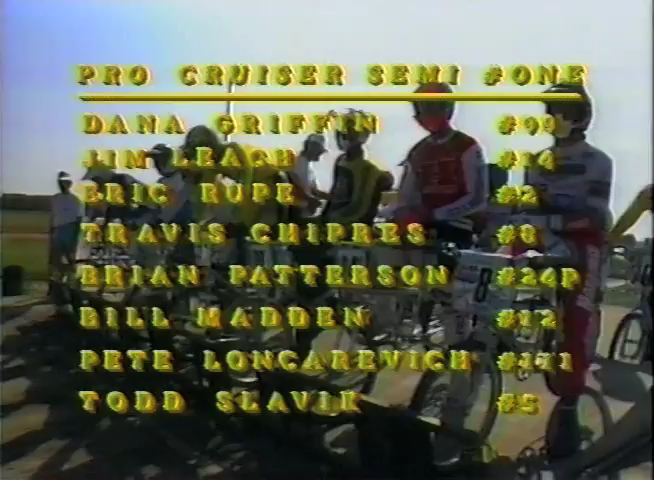 PRO CRUISER SEMI #ONE
DANA GRIFFIN
JIM LEACH #14
ERIC RUPE #2
TRAVIS CHIPRES #8
BRIAN PATTERSON #24P
BILL MADDEN #12
PETE LONCAREVICH
TODD SLAVIK #5
8